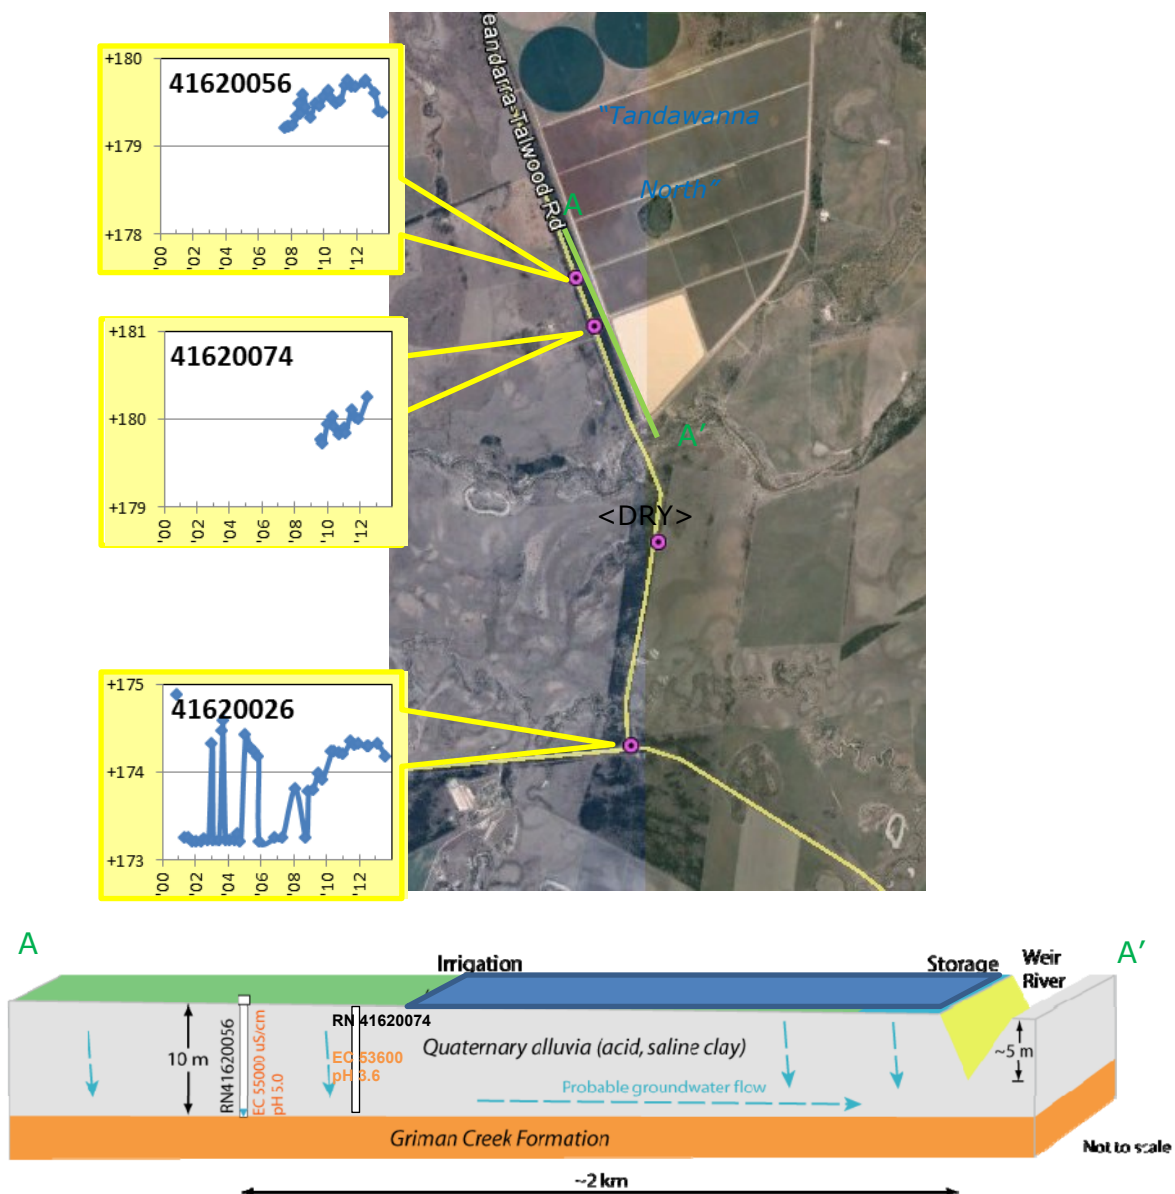 +180
41620056
+179
+178
'00
'02
'04
'06
'08
'10
'12
+181
41620074
+180
+179
'00
'02
'04
'06
'08
'10
'12
+175
41620026
+174
+173
'00
'02
'04
'06
'08
'10
'12
eandarra-Talwood Rd
"Tandawanna
North"
A
A'
<DRY>
A
A'
Irrigation
Storage
Weir
River
10 m
RN41620056
EC 55000 uS/cm
pH 5.0
RN 41620074
EC 53600
pH 3.6
Quaternary alluvia (acid, saline clay)
~5 m
Probable groundwater flow
Griman Creek Formation
Not to scale
~2 km